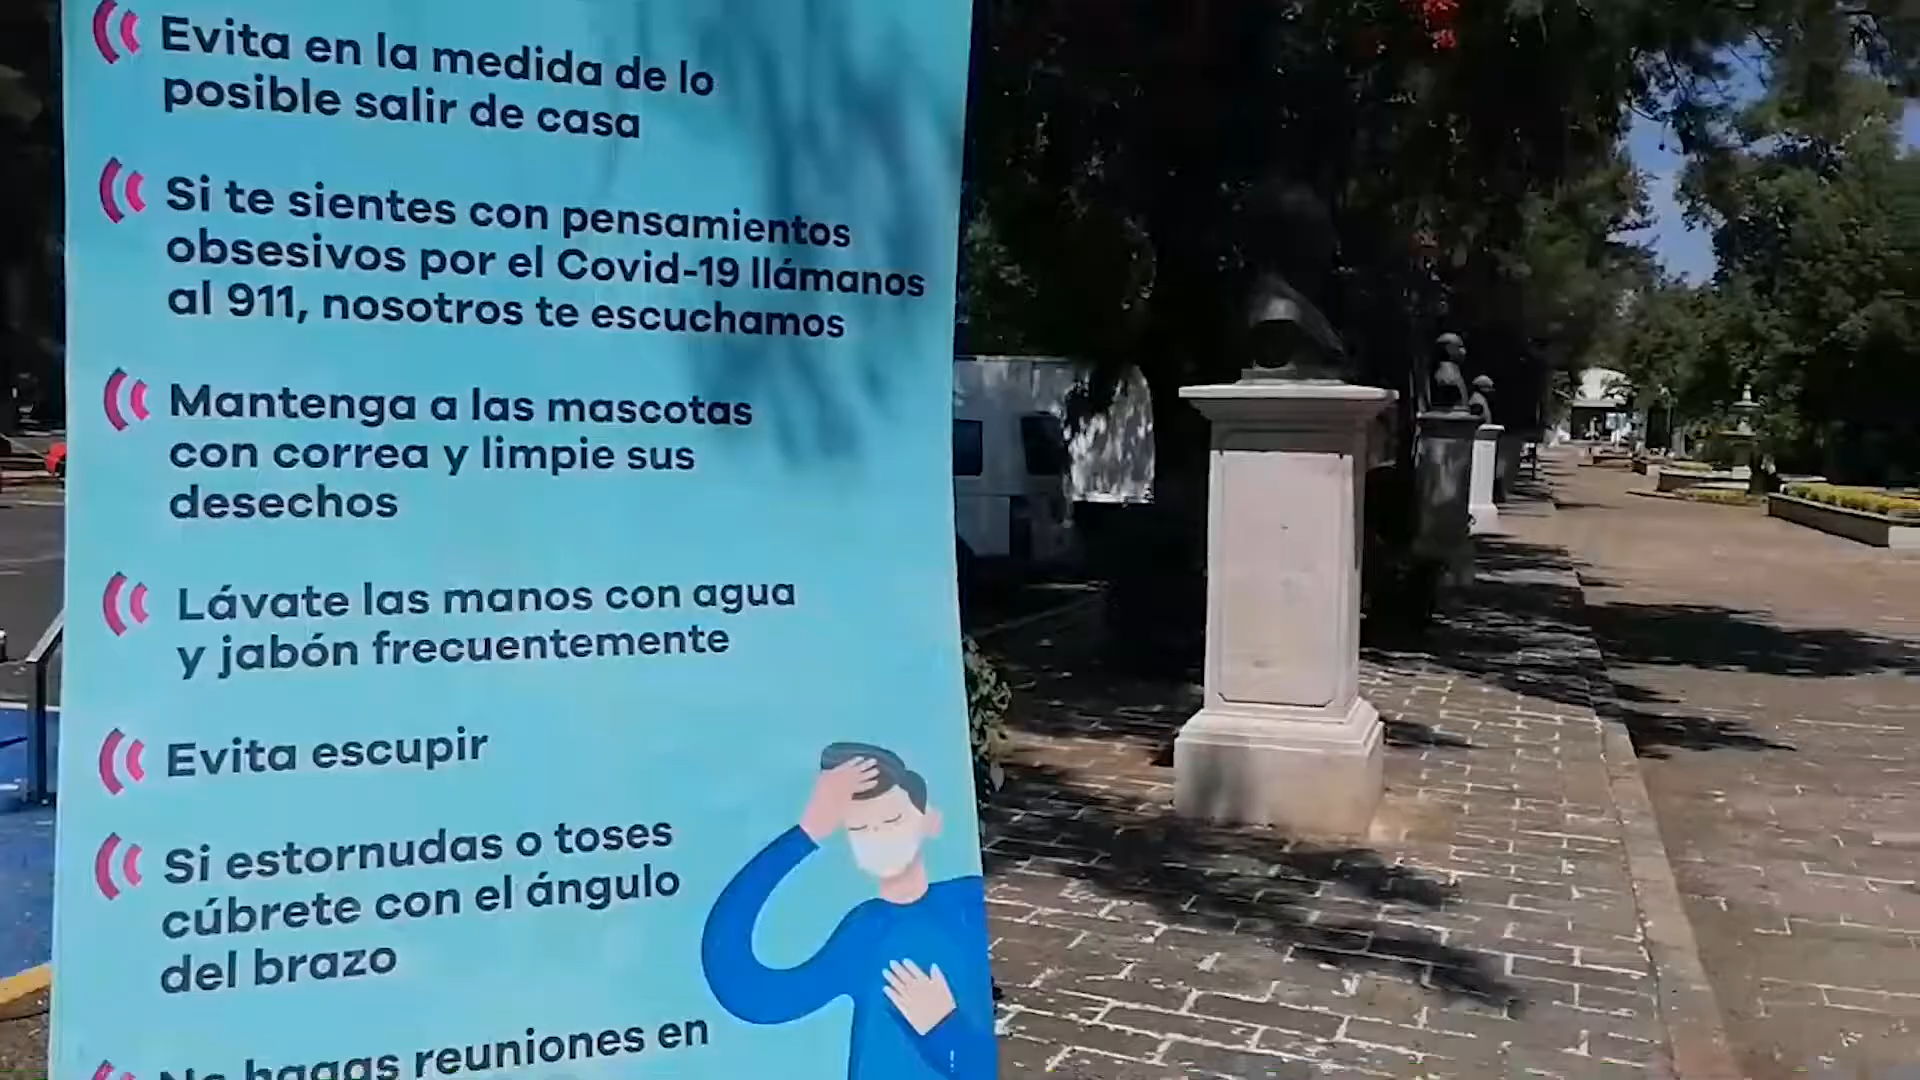 Evita en la medida de lo
posible salir de casa
Si te sientes con pensamientos
obsesivos por el Covid-19 llámanos
al 911, nosotros te escuchamos
Mantenga a las mascotas
con correa y limpie sus
desechos
Lávate las manos con agua
y jabón frecuentemente
Evita escupir
Si estornudas o toses
cúbrete con el ángulo
del brazo
No hagas reuniones en